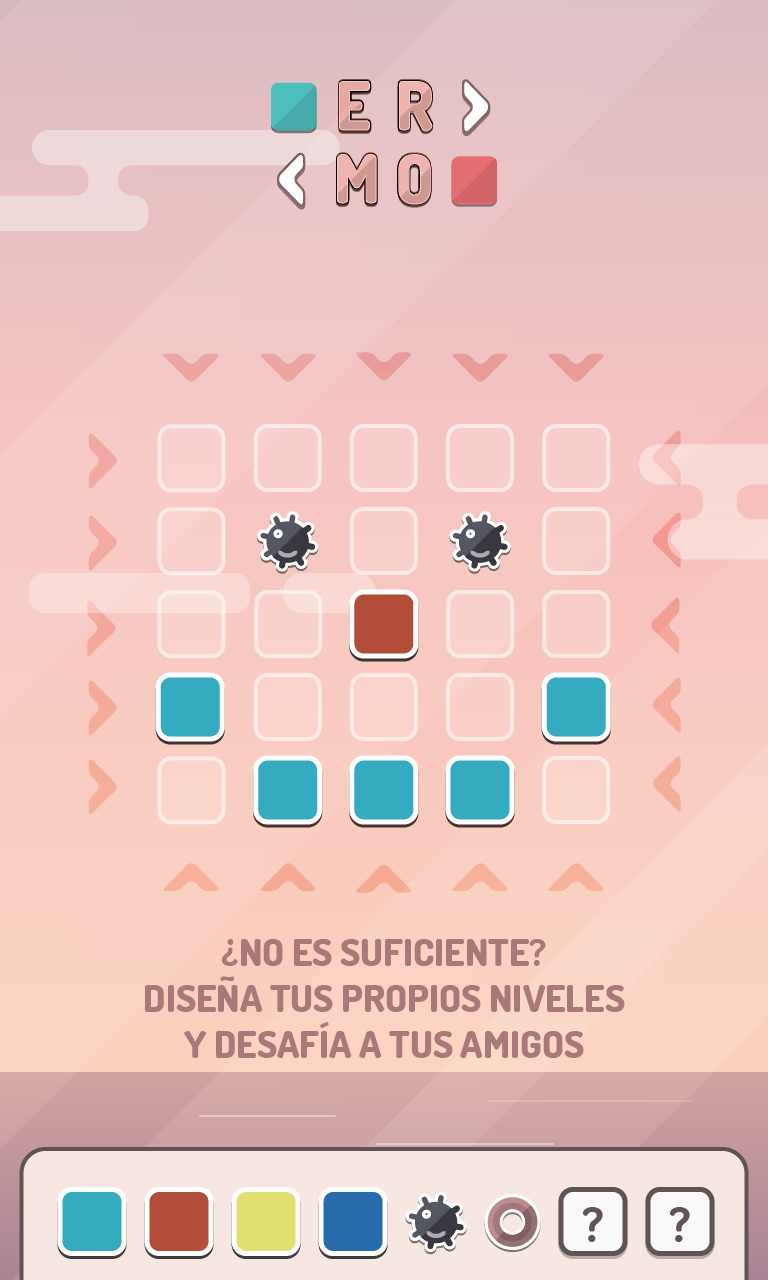 ER
MO
¿NO ES SUFICIENTE?
DISEÑA TUS PROPIOS NIVELES
Y DESAFÍA A TUS AMIGOS
? ?